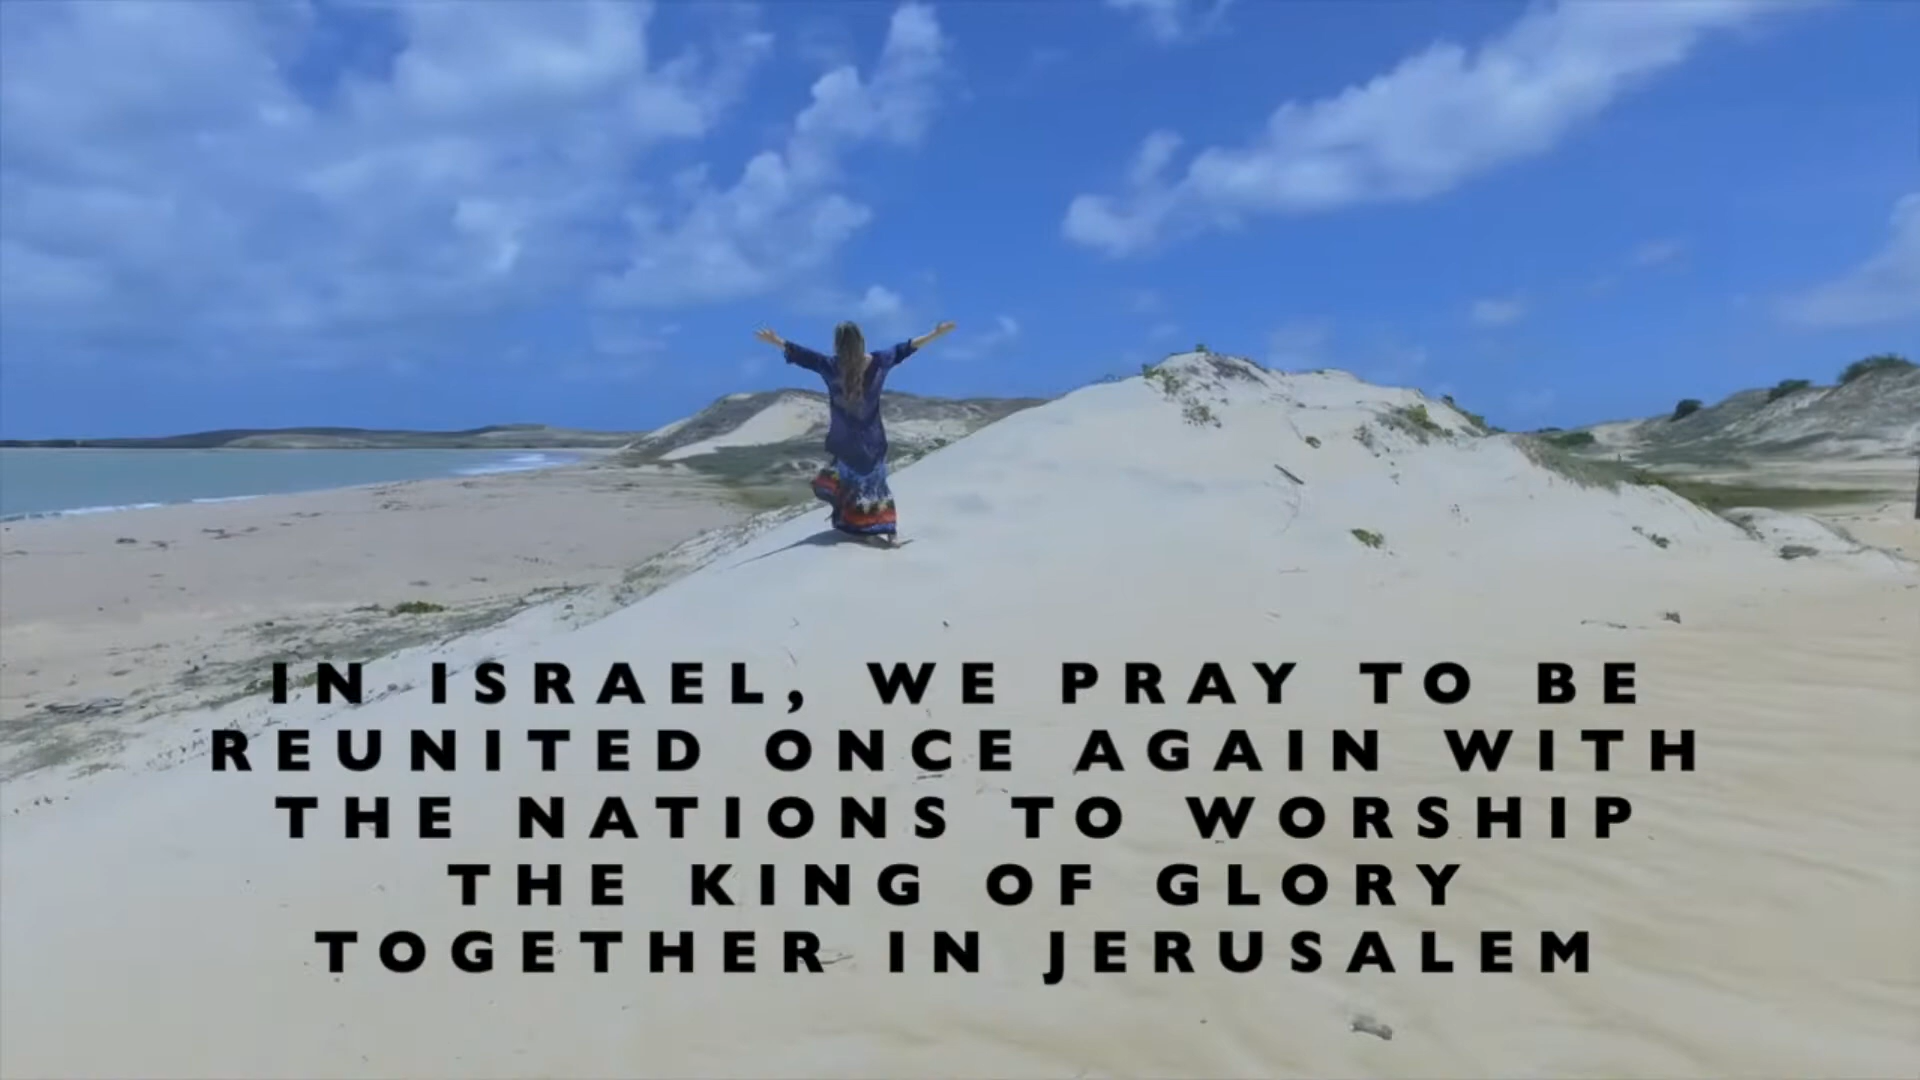 IN ISRAEL, WE PRAY TO BE
REUNITED ONCE AGAIN WITH
THE NATIONS TO WORSHIP
THE KING OF GLORY
TOGETHER IN JERUSALEM